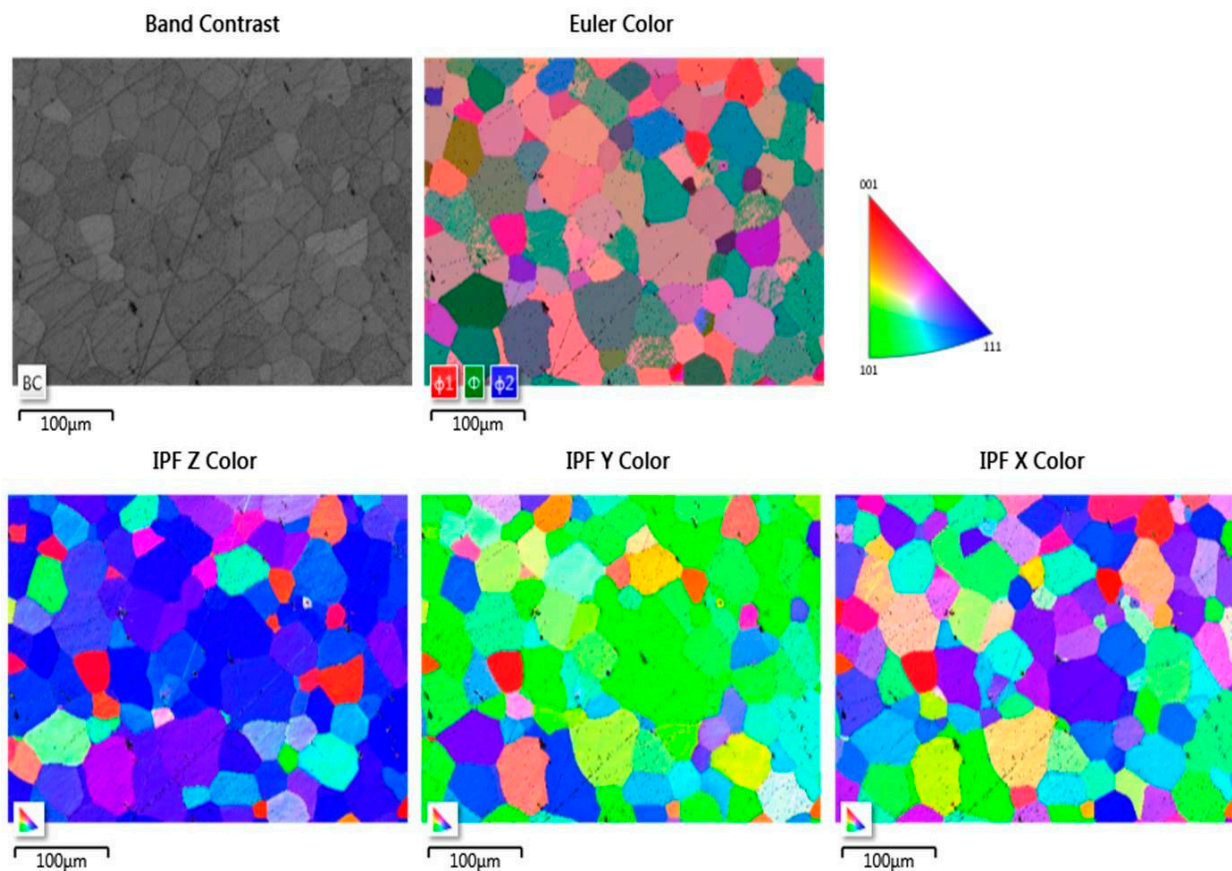 Band Contrast
Euler Color
BC
ϕ1 Φ ϕ2
100μm
100μm
001
101
111
IPF Z Color
IPF Y Color
IPF X Color
100μm
100μm
100μm